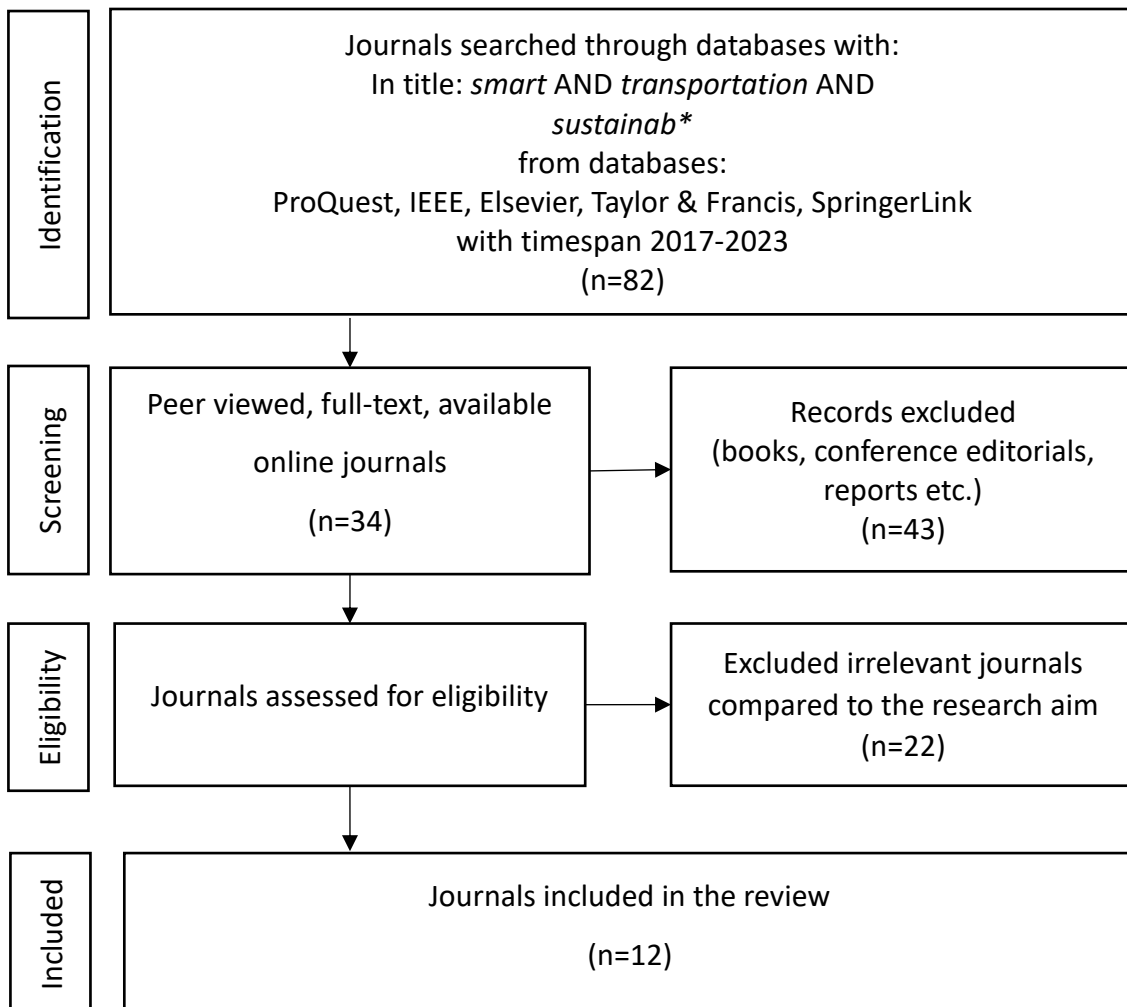 Identification
Journals searched through databases with:
In title: smart AND transportation AND
sustainab*
from databases:
ProQuest, IEEE, Elsevier, Taylor & Francis, SpringerLink
with timespan 2017-2023
(n=82)
Screening
Peer viewed, full-text, available
online journals
(n=34)
Records excluded
(books, conference editorials,
reports etc.)
(n=43)
Eligibility
Journals assessed for eligibility
Excluded irrelevant journals
compared to the research aim
(n=22)
Included
Journals included in the review
(n=12)